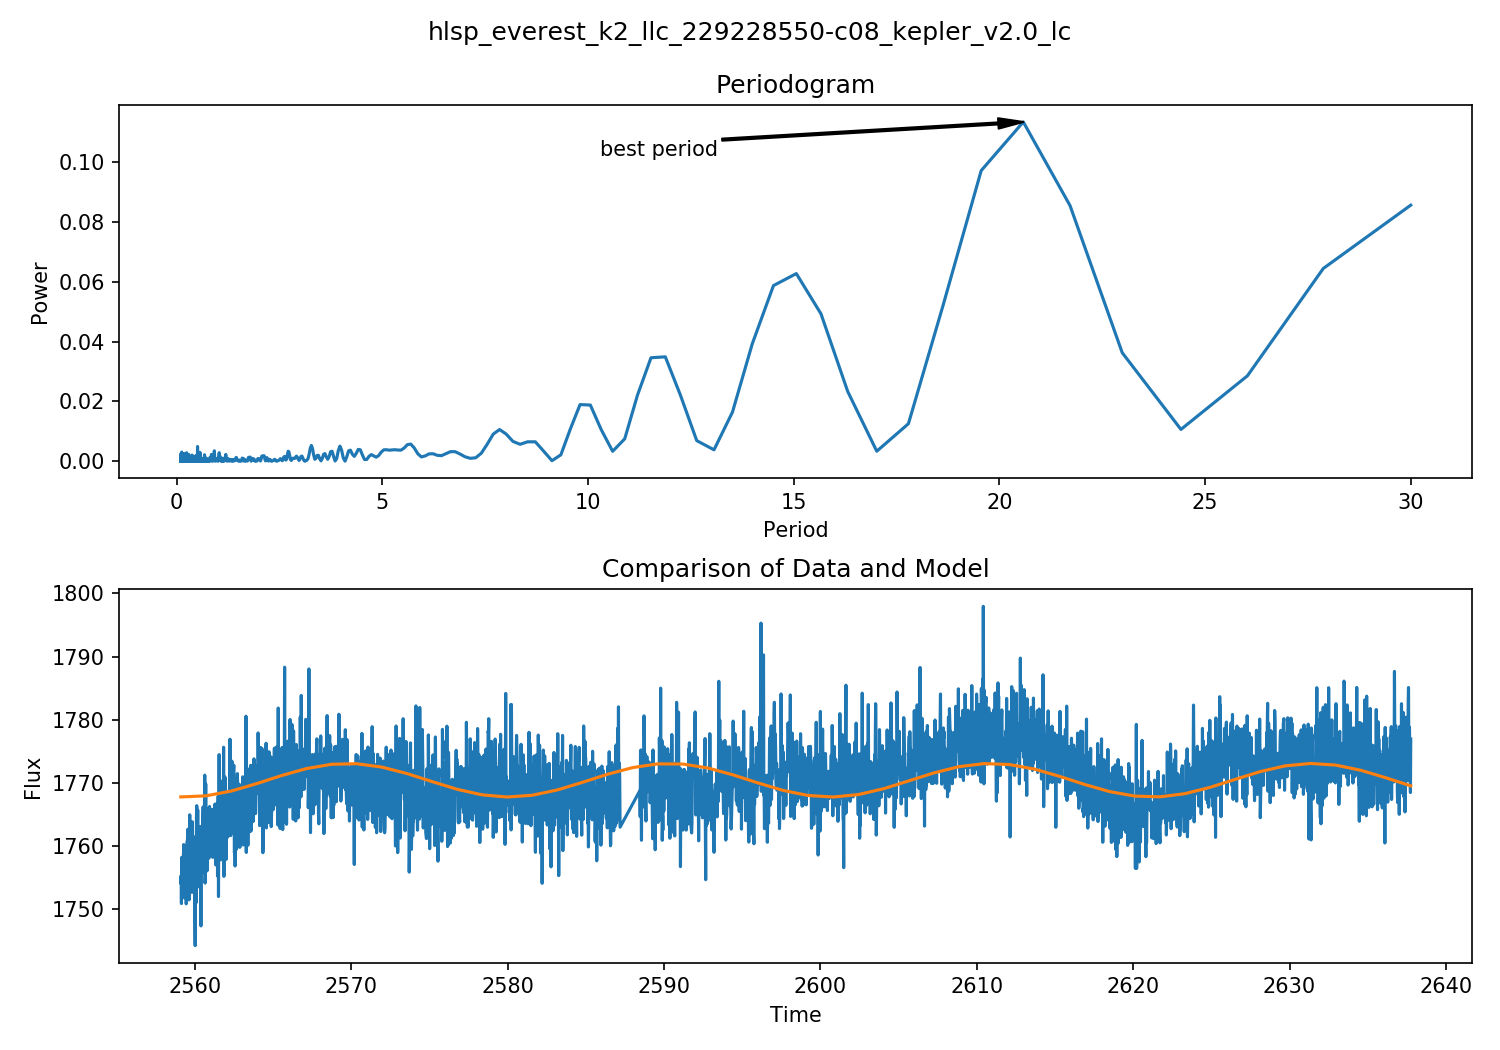 hlsp_everest_k2_llc_229228550-c08_kepler_v2.0_lc
Periodogram
best period
0.10
0.08
0.06
0.04
0.02
0.00
Power
0 5 10 15 20 25 30
Period
Comparison of Data and Model
1800
1790
1780
1770
1760
1750
Flux
2560 2570 2580 2590 2600 2610 2620 2630 2640
Time